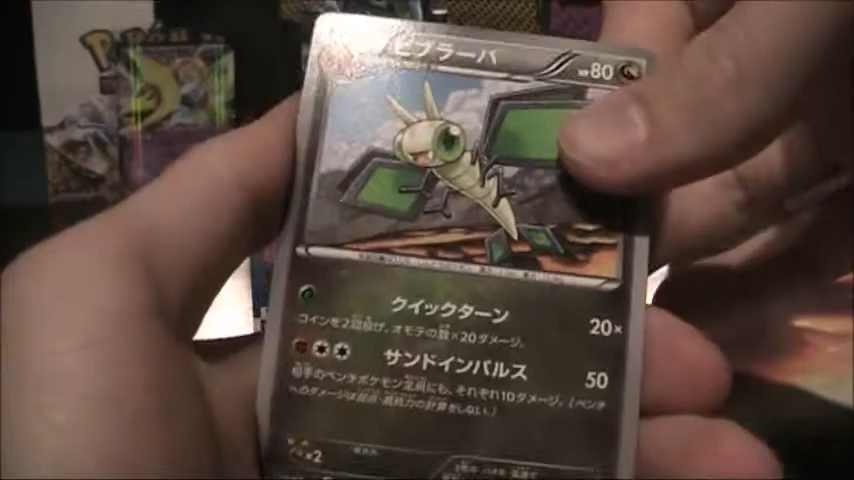 ビブラーバ
HP80
クイックターン 20×
コインを2回投げ、オモテの数×20ダメージ。
サンドインパルス 50
相手のベンチポケモン全員にも、それぞれ10ダメージ。[ベンチ
へのダメージは弱点・抵抗力の計算をしない。]
×2